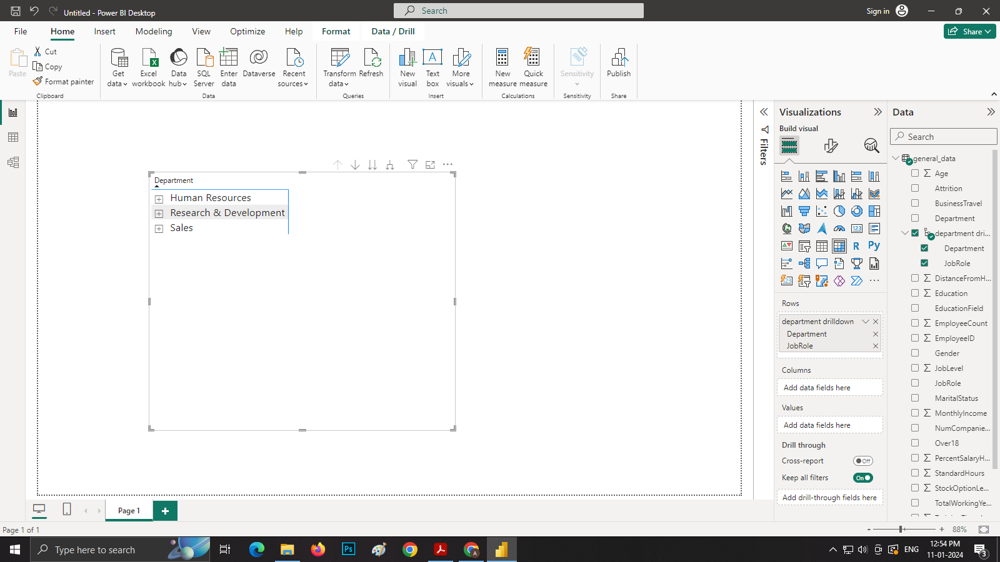 Untitled - Power BI Desktop
Search
Sign in
File
Home
Insert
Modeling
View
Optimize
Help
Format
Data / Drill
Share
Paste
Cut
Copy
Format painter
Clipboard
Get data
Excel workbook
Data hub
SQL Server
Enter data
Dataverse
Recent sources
Data
Transform data
Refresh
Queries
New visual
Text box
More visuals
Insert
New measure
Quick measure
Calculations
Sensitivity
Sensitivity
Publish
Share
Department
Human Resources
Research & Development
Sales
Filters
Visualizations
Build visual
R
Py
123
123
Rows
department drilldown
Department
JobRole
Columns
Add data fields here
Values
Add data fields here
Drill through
Cross-report
Off
Keep all filters
On
Add drill-through fields here
Data
Search
general_data
Age
Attrition
BusinessTravel
Department
department dri...
Department
JobRole
DistanceFromH...
Education
EducationField
EmployeeCount
EmployeeID
Gender
JobLevel
JobRole
MaritalStatus
MonthlyIncome
NumCompanie...
Over18
PercentSalaryH...
StandardHours
StockOptionLe...
TotalWorkingYe...
Page 1
Page 1 of 1
- + 88%
Type here to search
Ps
A
ENG
12:54 PM
11-01-2024
3